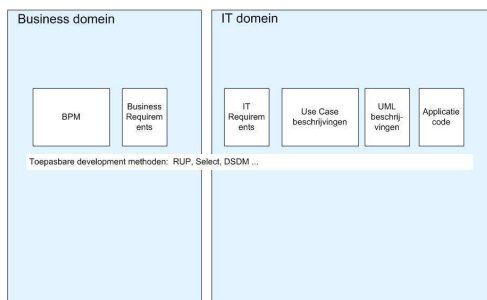 Business domein
IT domein
BPM
Business
Requirem
ents
IT
Requirem
ents
Use Case
beschrijvingen
UML
beschrij-
vingen
Applicatie
code
Toepasbare development methoden: RUP, Select, DSDM ...